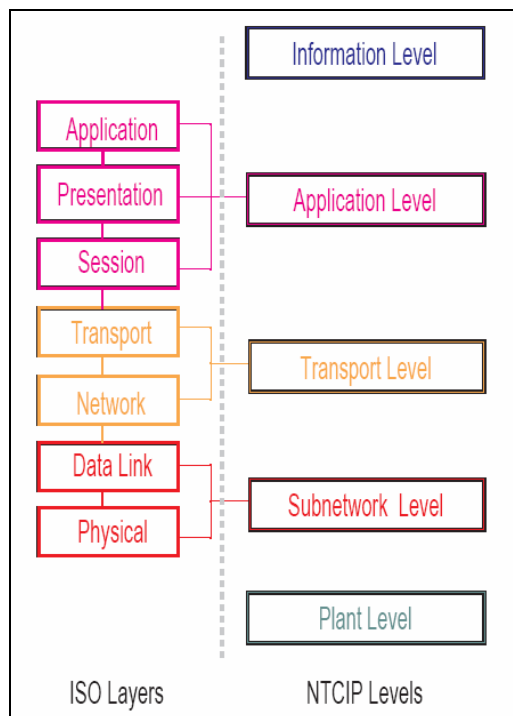 Information Level
Application
Presentation
Application Level
Session
Transport
Transport Level
Network
Data Link
Subnetwork Level
Physical
Plant Level
ISO Layers
NTCIP Levels